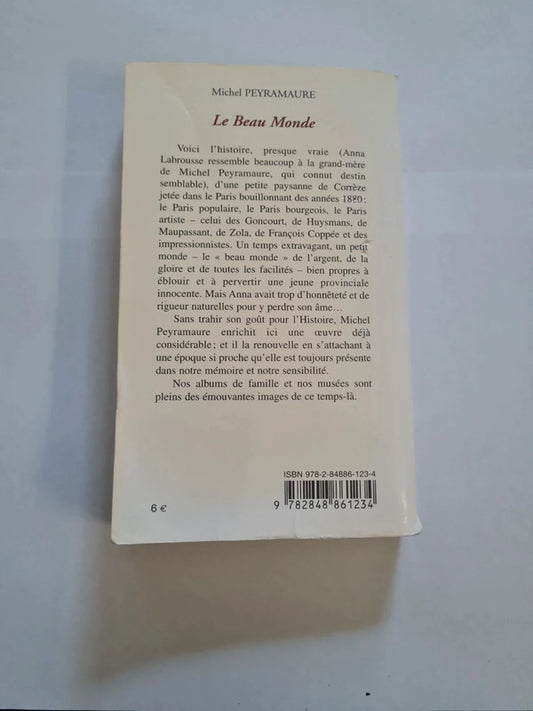 Michel PEYRAMAURE
Le Beau Monde
Voici l'histoire, presque vraie (Anna
Labrousse ressemble beaucoup à la grand-mère
de Michel Peyramaure, qui connut destin
semblable), d'une petite paysanne de Corrèze
jetée dans le Paris bouillonnant des années 1880 :
le Paris populaire, le Paris bourgeois, le Paris
artiste – celui des Goncourt, de Huysmans, de
Maupassant, de Zola, de François Coppée et des
impressionnistes. Un temps extravagant, un petit
monde – le « beau monde » de l'argent, de la
gloire et de toutes les facilités – bien propres à
éblouir et à pervertir une jeune provinciale
innocente. Mais Anna avait trop d'honnêteté et de
rigueur naturelles pour y perdre son âme…
Sans trahir son goût pour l'Histoire, Michel
Peyramaure enrichit ici une œuvre déjà
considérable ; et il la renouvelle en s'attachant à
une époque si proche qu'elle est toujours présente
dans notre mémoire et notre sensibilité.
Nos albums de famille et nos musées sont
pleins des émouvantes images de ce temps-là.
ISBN 978-2-84886-123-4
6 €
9 782848 861234